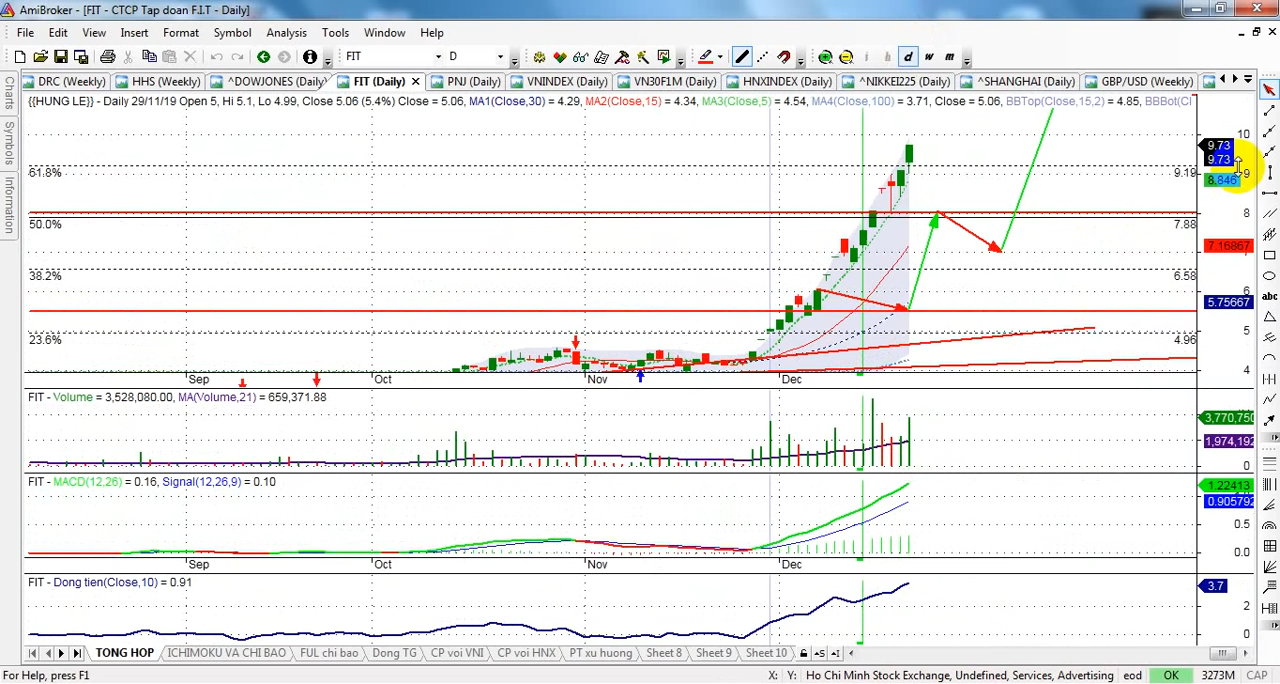 AmiBroker - [FIT - CTCP Tap doan F.I.T - Daily]
File Edit View Insert Format Symbol Analysis Tools Window Help
FIT D i h d w m
DRC (Weekly) HHS (Weekly) ^DOWJONES (Daily) FIT (Daily) PNJ (Daily) VNINDEX (Daily) VN30F1M (Daily) HNXINDEX (Daily) ^NIKKEI225 (Daily) ^SHANGHAI (Daily) GBP/USD (Weekly)
Charts
Symbols
Information
{{HUNG LE}} - Daily 29/11/19 Open 5, Hi 5.1, Lo 4.99, Close 5.06 (5.4%) Close = 5.06, MA1(Close,30) = 4.29, MA2(Close,15) = 4.34, MA3(Close,5) = 4.54, MA4(Close,100) = 3.71, Close = 5.06, BBTop(Close,15,2) = 4.85, BBBot(Cl
10
9.73
9.73
61.8% 9.19 9
8.846
8
50.0% 7.88
7.16867
38.2% 6.58
6
5.75667
5
23.6% 4.96
4
Sep Oct Nov Dec
FIT - Volume = 3,528,080.00, MA(Volume,21) = 659,371.88
3,770,750
1,974,192
0
FIT - MACD(12,26) = 0.16, Signal(12,26,9) = 0.10
1.22413
0.905792
0.5
0.0
Sep Oct Nov Dec
FIT - Dong tien(Close,10) = 0.91
3.7
2
0
TONG HOP ICHIMOKU VA CHI BAO FUL chi bao Dong TG CP voi VNI CP voi HNX PT xu huong Sheet 8 Sheet 9 Sheet 10
For Help, press F1 X: Y: Ho Chi Minh Stock Exchange, Undefined, Services, Advertising eod OK 3273M CAP
abc